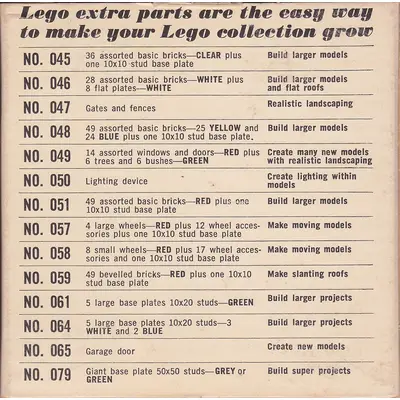 Lego extra parts are the easy way
to make your Lego collection grow
NO. 045 36 assorted basic bricks—CLEAR plus one 10x10 stud base plate Build larger models
NO. 046 28 assorted basic bricks—WHITE plus 8 flat plates—WHITE Build larger models and flat roofs
NO. 047 Gates and fences Realistic landscaping
NO. 048 49 assorted basic bricks—25 YELLOW and 24 BLUE plus one 10x10 stud base plate. Build larger models
NO. 049 14 assorted windows and doors—RED plus 6 trees and 6 bushes—GREEN Create many new models with realistic landscaping
NO. 050 Lighting device Create lighting within models
NO. 051 49 assorted basic bricks—RED plus one 10x10 stud base plate Build larger models
NO. 057 4 large wheels—RED plus 12 wheel acces- sories plus one 10x10 stud base plate Make moving models
NO. 058 8 small wheels—RED plus 17 wheel acces- sories and one 10x10 stud base plate Make moving models
NO. 059 49 bevelled bricks—RED plus one 10x10 stud base plate Make slanting roofs
NO. 061 5 large base plates 10x20 studs—GREEN Build larger projects
NO. 064 5 large base plates 10x20 studs—3 WHITE and 2 BLUE Build larger projects
NO. 065 Garage door Create new models
NO. 079 Giant base plate 50x50 studs—GREY or GREEN Build super projects